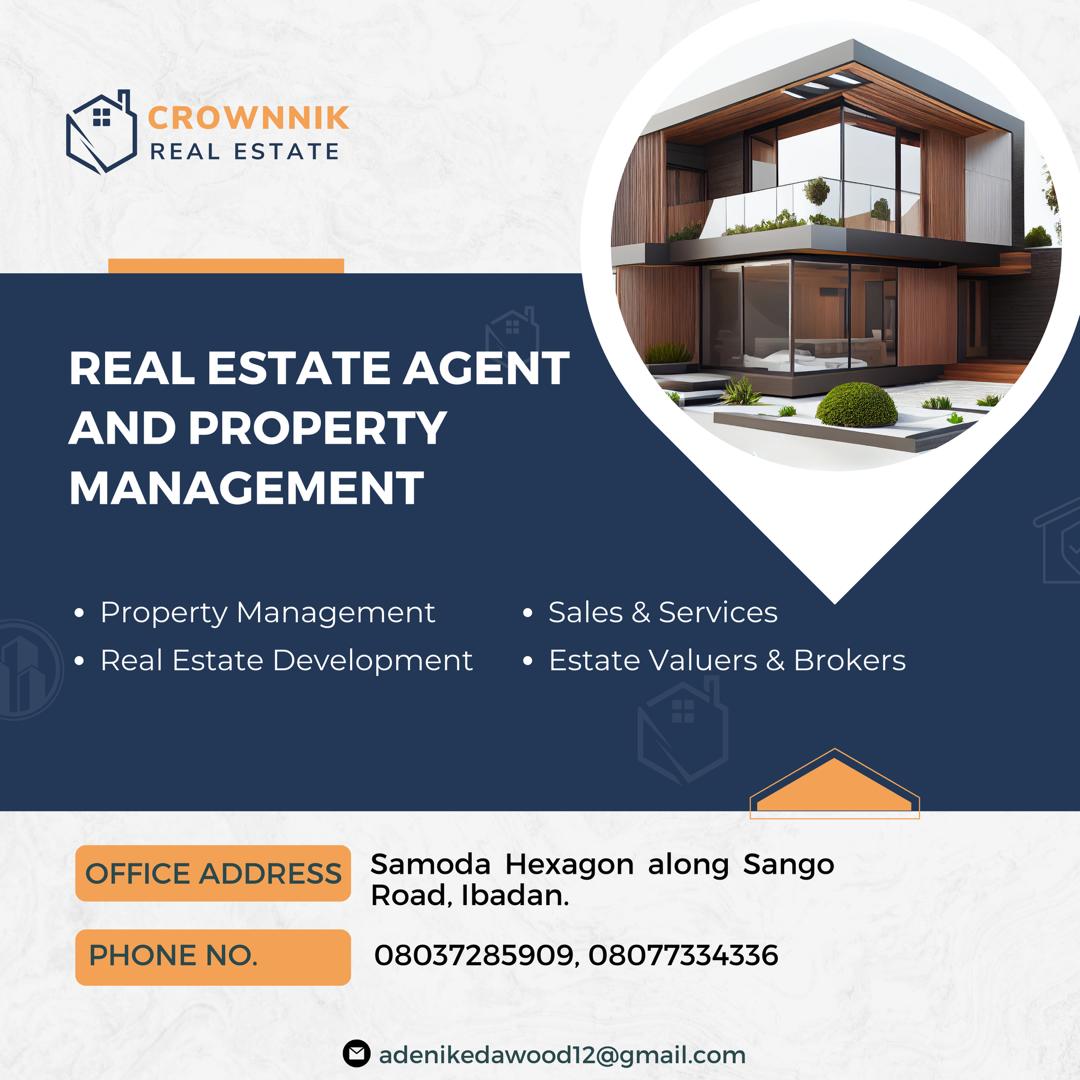 CROWNNIK
REAL ESTATE
REAL ESTATE AGENT
AND PROPERTY
MANAGEMENT
• Property Management
• Real Estate Development
• Sales & Services
• Estate Valuers & Brokers
OFFICE ADDRESS
Samoda Hexagon along Sango
Road, Ibadan.
PHONE NO.
08037285909, 08077334336
adenikedawood12@gmail.com